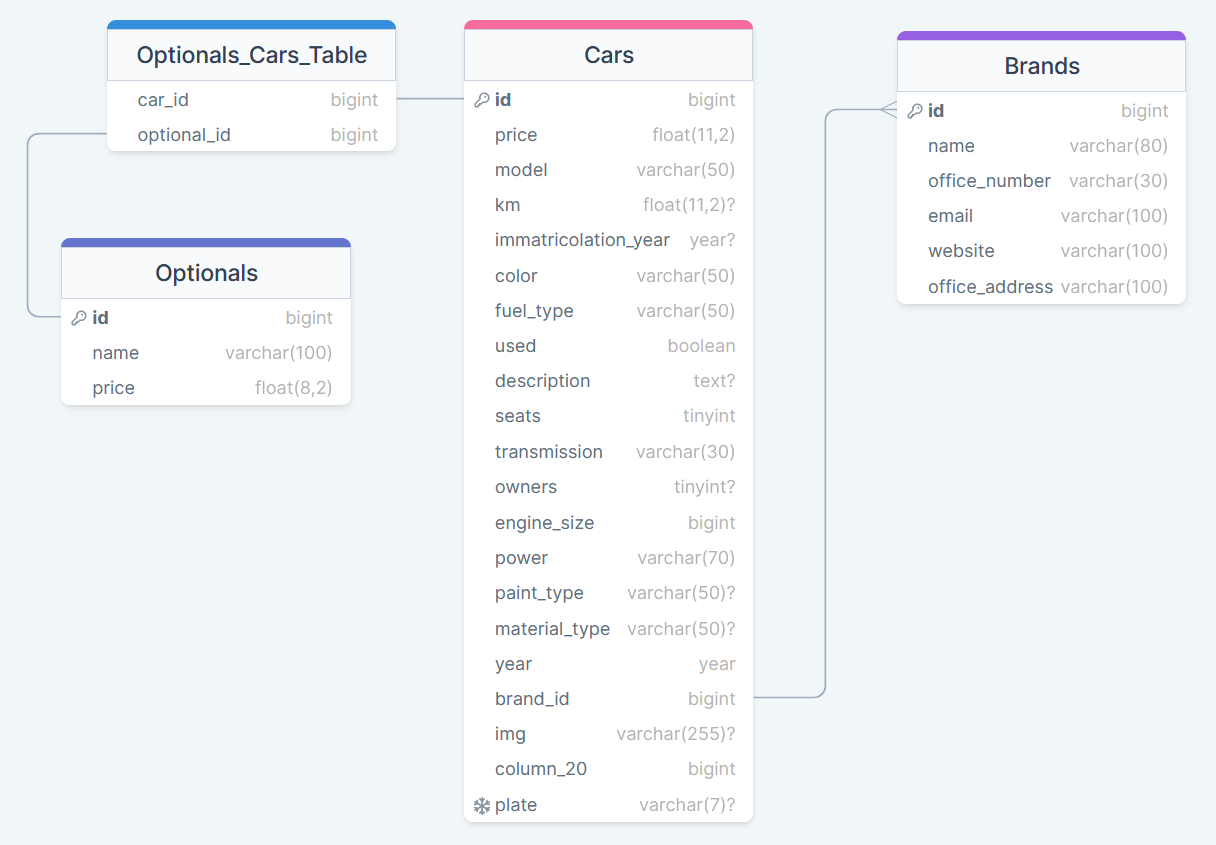 Optionals_Cars_Table
car_id bigint
optional_id bigint
Optionals
id bigint
name varchar(100)
price float(8,2)
Cars
id bigint
price float(11,2)
model varchar(50)
km float(11,2)?
immatricolation_year year?
color varchar(50)
fuel_type varchar(50)
used boolean
description text?
seats tinyint
transmission varchar(30)
owners tinyint?
engine_size bigint
power varchar(70)
paint_type varchar(50)?
material_type varchar(50)?
year year
brand_id bigint
img varchar(255)?
column_20 bigint
plate varchar(7)?
Brands
id bigint
name varchar(80)
office_number varchar(30)
email varchar(100)
website varchar(100)
office_address varchar(100)